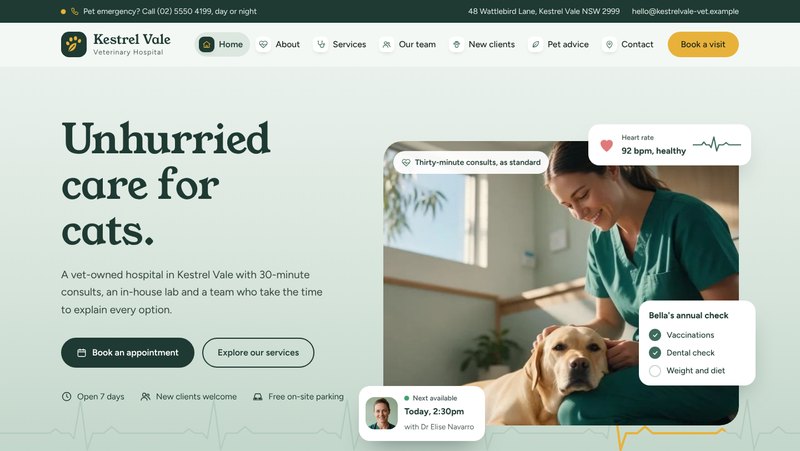 Pet emergency? Call (02) 5550 4199, day or night
48 Wattlebird Lane, Kestrel Vale NSW 2999
hello@kestrelvale-vet.example
Kestrel Vale
Veterinary Hospital
Home
About
Services
Our team
New clients
Pet advice
Contact
Book a visit
Unhurried
care for
cats.
A vet-owned hospital in Kestrel Vale with 30-minute
consults, an in-house lab and a team who take the time
to explain every option.
Book an appointment
Explore our services
Open 7 days
New clients welcome
Free on-site parking
Thirty-minute consults, as standard
Heart rate
92 bpm, healthy
Bella's annual check
Vaccinations
Dental check
Weight and diet
Next available
Today, 2:30pm
with Dr Elise Navarro